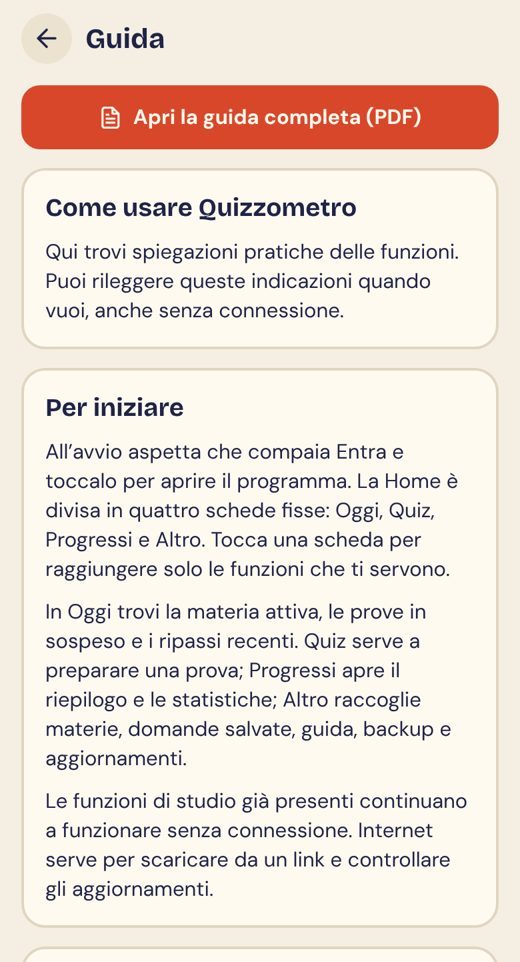 Guida
Apri la guida completa (PDF)
Come usare Quizzometro
Qui trovi spiegazioni pratiche delle funzioni.
Puoi rileggere queste indicazioni quando
vuoi, anche senza connessione.
Per iniziare
All’avvio aspetta che compaia Entra e
toccalo per aprire il programma. La Home è
divisa in quattro schede fisse: Oggi, Quiz,
Progressi e Altro. Tocca una scheda per
raggiungere solo le funzioni che ti servono.
In Oggi trovi la materia attiva, le prove in
sospeso e i ripassi recenti. Quiz serve a
preparare una prova; Progressi apre il
riepilogo e le statistiche; Altro raccoglie
materie, domande salvate, guida, backup e
aggiornamenti.
Le funzioni di studio già presenti continuano
a funzionare senza connessione. Internet
serve per scaricare da un link e controllare
gli aggiornamenti.